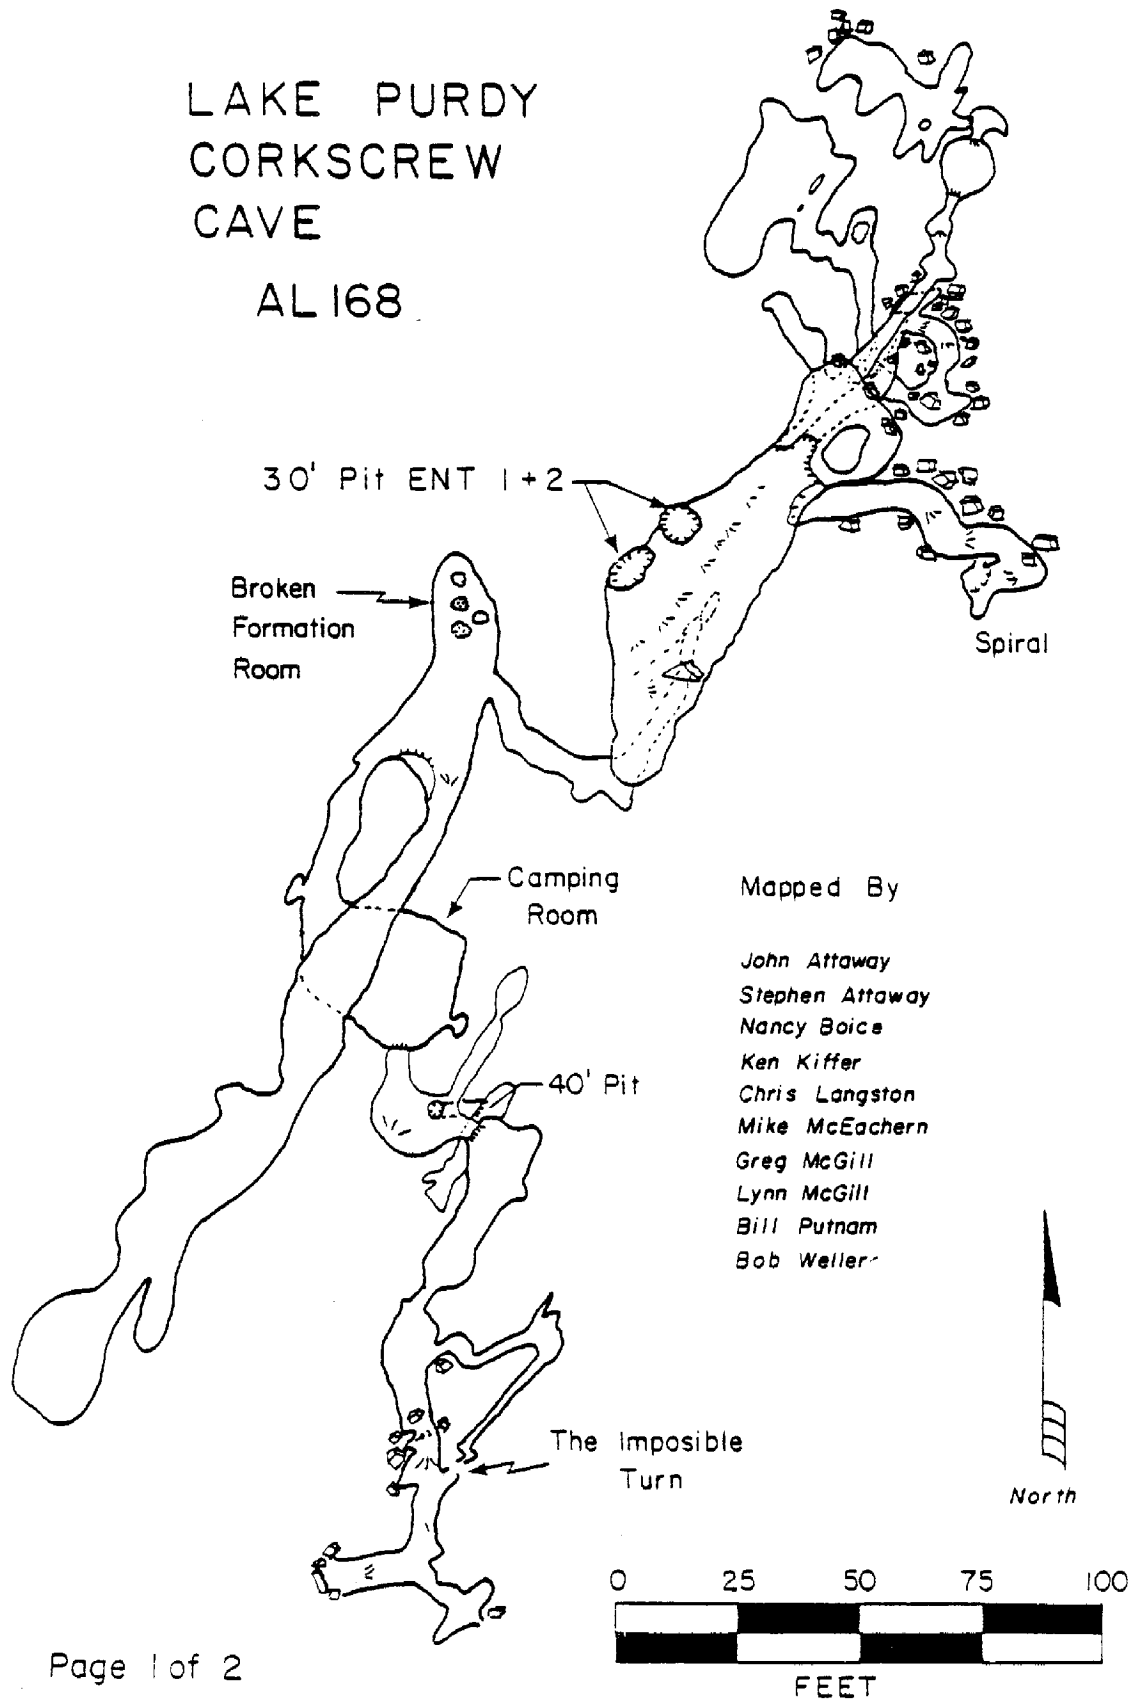 LAKE PURDY
CORKSCREW
CAVE
AL 168
30' Pit ENT 1+2
Broken
Formation
Room
Spiral
Camping
Room
Mapped By
John Attaway
Stephen Attaway
Nancy Boice
Ken Kiffer
Chris Langston
Mike McEachern
Greg McGill
Lynn McGill
Bill Putnam
Bob Weller
40' Pit
The Imposible
Turn
North
0 25 50 75 100
FEET
Page 1 of 2